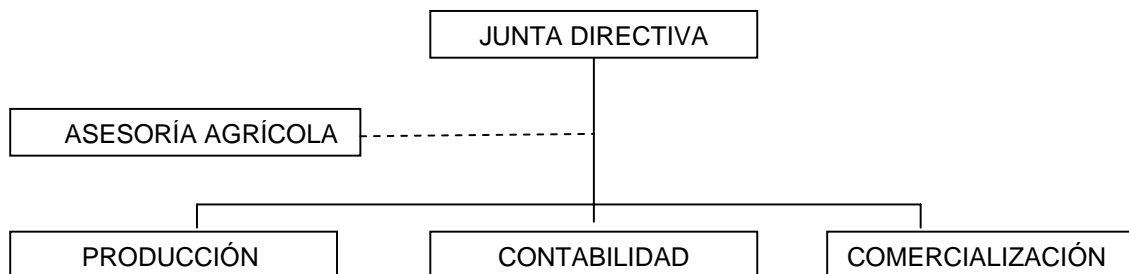 JUNTA DIRECTIVA
ASESORÍA AGRÍCOLA
PRODUCCIÓN
CONTABILIDAD
COMERCIALIZACIÓN